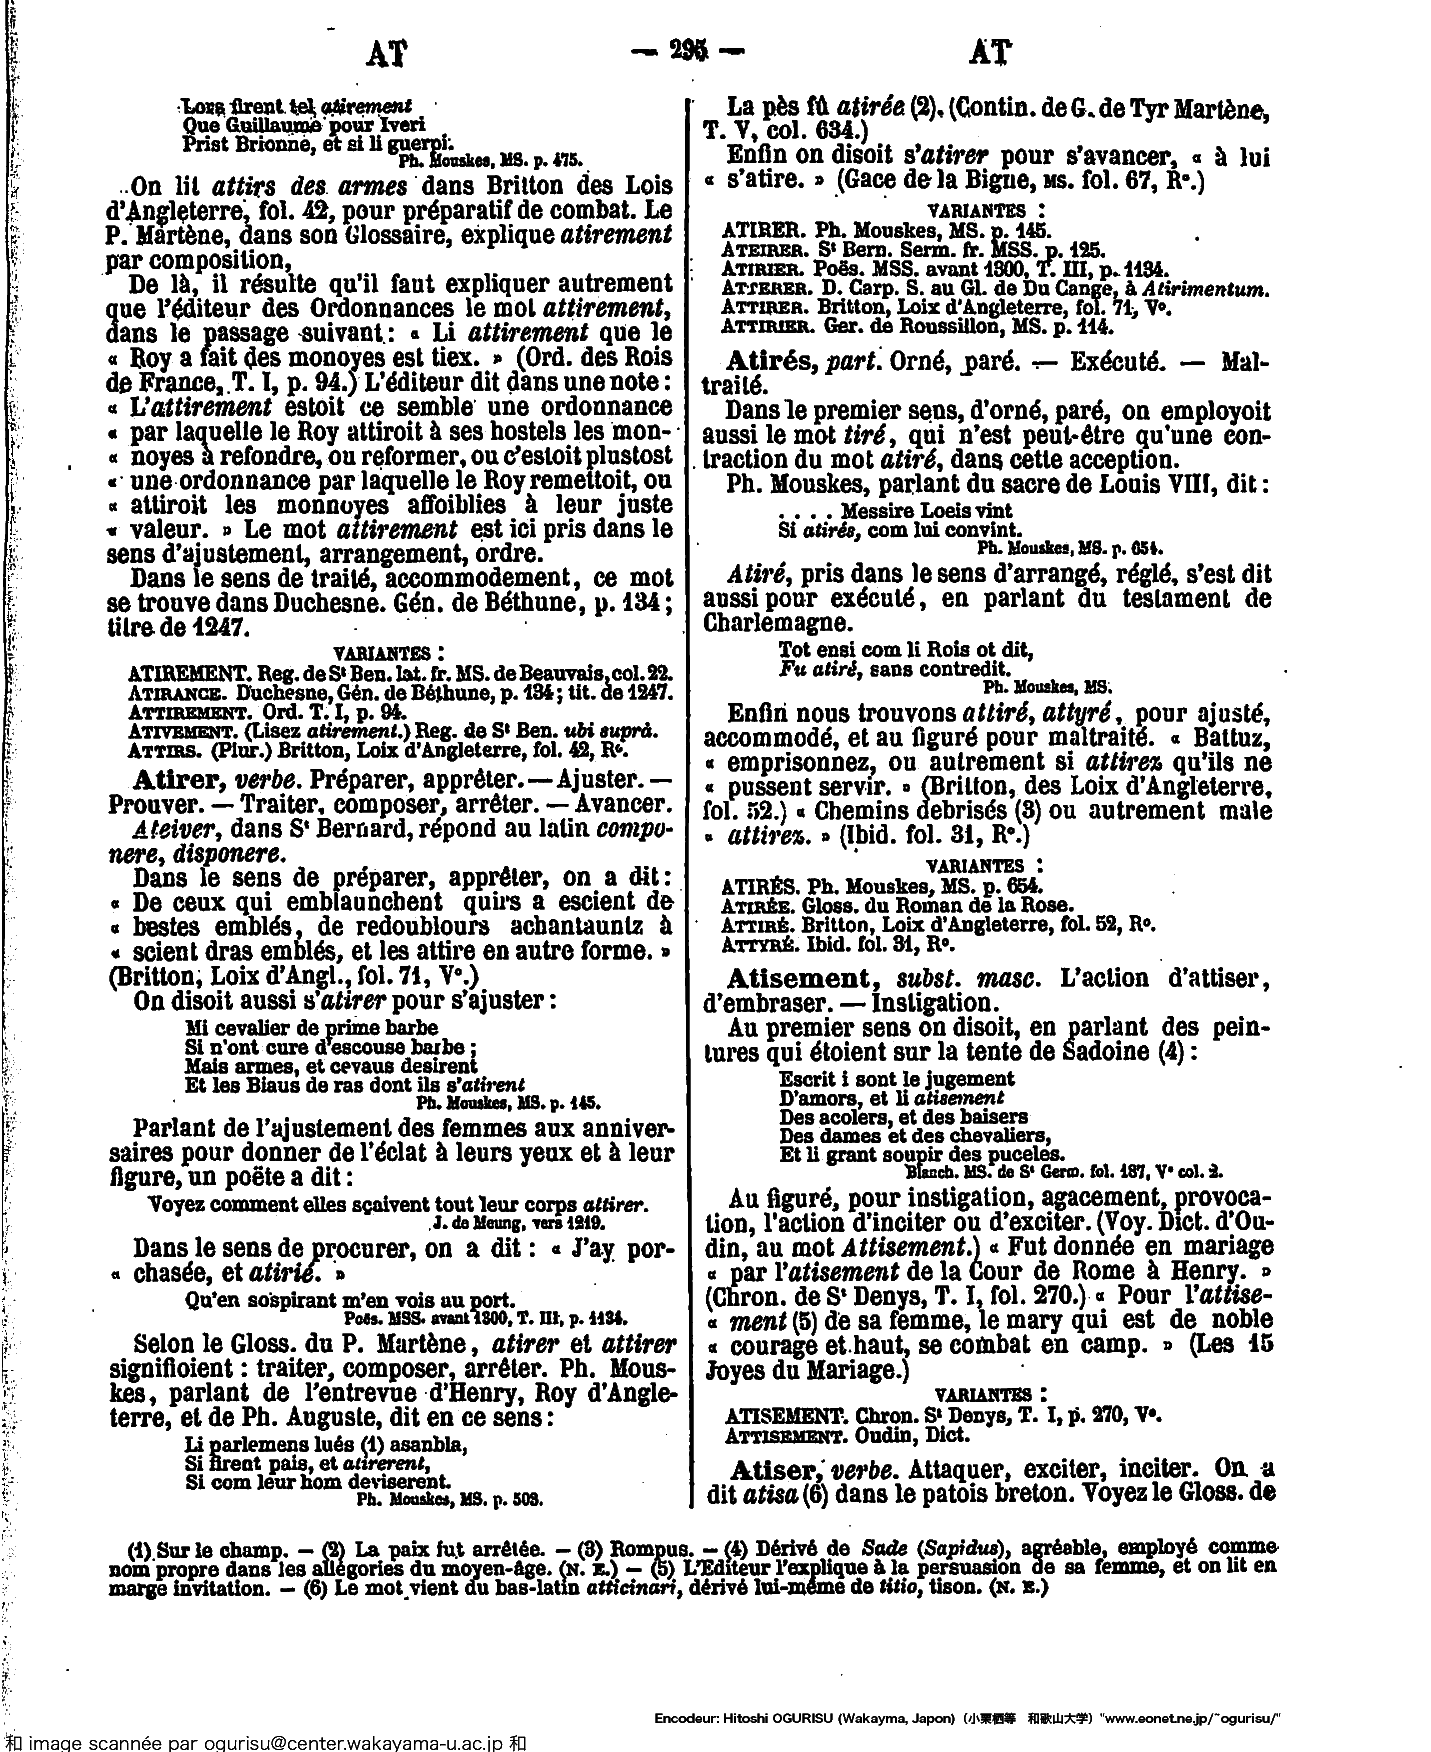 AT
— 295 —
AT
Lors firent tel atirement
Que Guillaume pour Iveri
Prist Brionne, et si li guerpi.
Ph. Mouskes, MS. p. 475.
On lit attirs des armes dans Britton des Lois
d'Angleterre, fol. 42, pour préparatif de combat. Le
P. Martène, dans son Glossaire, explique atirement
par composition,
De là, il résulte qu'il faut expliquer autrement
que l'éditeur des Ordonnances le mot attirement,
dans le passage suivant : « Li attirement que le
« Roy a fait des monoyes est tiex. » (Ord. des Rois
de France, T. I, p. 94.) L'éditeur dit dans une note :
« L'attirement estoit ce semble une ordonnance
« par laquelle le Roy attiroit à ses hostels les mon-
« noyes à refondre, ou reformer, ou c'estoit plustost
« une ordonnance par laquelle le Roy remettoit, ou
« attiroit les monnoyes affoiblies à leur juste
« valeur. » Le mot attirement est ici pris dans le
sens d'ajustement, arrangement, ordre.
Dans le sens de traité, accommodement, ce mot
se trouve dans Duchesne. Gén. de Béthune, p. 134 ;
titre de 1247.
VARIANTES :
ATIREMENT. Reg. de St Ben. lat. fr. MS. de Beauvais, col. 22.
ATIRANCE. Duchesne, Gén. de Béthune, p. 134 ; tit. de 1247.
ATTIREMENT. Ord. T. I, p. 94.
ATIVEMENT. (Lisez atirement.) Reg. de St Ben. ubi suprà.
ATTIRS. (Plur.) Britton, Loix d'Angleterre, fol. 42, Ro.
Atirer, verbe. Préparer, apprêter. — Ajuster. —
Prouver. — Traiter, composer, arrêter. — Avancer.
Ateiver, dans St Bernard, répond au latin compo-
nere, disponere.
Dans le sens de préparer, apprêter, on a dit :
« De ceux qui emblaunchent quirs a escient de
« bestes emblés, de redoublours achantauntz à
« scient dras emblés, et les attire en autre forme. »
(Britton, Loix d'Angl., fol. 71, Vo.)
On disoit aussi s'atirer pour s'ajuster :
Mi cevalier de prime barbe
Si n'ont cure d'escouse barbe ;
Mais armes, et cevaus desirent
Et les Biaus de ras dont ils s'atirent
Ph. Mouskes, MS. p. 145.
Parlant de l'ajustement des femmes aux anniver-
saires pour donner de l'éclat à leurs yeux et à leur
figure, un poëte a dit :
Voyez comment elles sçaivent tout leur corps attirer.
J. de Meung, vers 1219.
Dans le sens de procurer, on a dit : « J'ay por-
« chasée, et atirié. »
Qu'en sospirant m'en vois au port.
Poës. MSS. avant 1300, T. III, p. 1134.
Selon le Gloss. du P. Martène, atirer et attirer
signifioient : traiter, composer, arrêter. Ph. Mous-
kes, parlant de l'entrevue d'Henry, Roy d'Angle-
terre, et de Ph. Auguste, dit en ce sens :
Li parlemens lués (1) asanbla,
Si firent pais, et atirerent,
Si com leur hom deviserent.
Ph. Mouskes, MS. p. 503.
La pès fû atirée (2). (Contin. de G. de Tyr Martène,
T. V, col. 634.)
Enfin on disoit s'atirer pour s'avancer, « à lui
« s'atire. » (Gace de la Bigne, MS. fol. 67, Ro.)
VARIANTES :
ATIRER. Ph. Mouskes, MS. p. 145.
ATEIRER. St Bern. Serm. fr. MSS. p. 125.
ATIRIER. Poës. MSS. avant 1300, T. III, p. 1134.
ATTERER. D. Carp. S. au Gl. de Du Cange, à Atirimentum.
ATTIRER. Britton, Loix d'Angleterre, fol. 71, Vo.
ATTIRIER. Ger. de Roussillon, MS. p. 114.
Atirés, part. Orné, paré. — Exécuté. — Mal-
traité.
Dans le premier sens, d'orné, paré, on employoit
aussi le mot tiré, qui n'est peut-être qu'une con-
traction du mot atiré, dans cette acception.
Ph. Mouskes, parlant du sacre de Louis VIII, dit :
. . . . Messire Loeis vint
Si atirés, com lui convint.
Ph. Mouskes, MS. p. 654.
Atiré, pris dans le sens d'arrangé, réglé, s'est dit
aussi pour exécuté, en parlant du testament de
Charlemagne.
Tot ensi com li Rois ot dit,
Fu atiré, sans contredit.
Ph. Mouskes, MS.
Enfin nous trouvons attiré, attyré, pour ajusté,
accommodé, et au figuré pour maltraité. « Battuz,
« emprisonnez, ou autrement si attirez qu'ils ne
« pussent servir. » (Britton, des Loix d'Angleterre,
fol. 52.) « Chemins debrisés (3) ou autrement male
« attirez. » (Ibid. fol. 31, Ro.)
VARIANTES :
ATIRÉS. Ph. Mouskes, MS. p. 654.
ATIRÉE. Gloss. du Roman de la Rose.
ATTIRÉ. Britton, Loix d'Angleterre, fol. 52, Ro.
ATTYRÉ. Ibid. fol. 31, Ro.
Atisement, subst. masc. L'action d'attiser,
d'embraser. — Instigation.
Au premier sens on disoit, en parlant des pein-
tures qui étoient sur la tente de Sadoine (4) :
Escrit i sont le jugement
D'amors, et li atisement
Des acolers, et des baisers
Des dames et des chevaliers,
Et li grant soupir des puceles.
Blanch. MS. de St Germ. fol. 187, Vo col. 2.
Au figuré, pour instigation, agacement, provoca-
tion, l'action d'inciter ou d'exciter. (Voy. Dict. d'Ou-
din, au mot Attisement.) « Fut donnée en mariage
« par l'atisement de la Cour de Rome à Henry. »
(Chron. de St Denys, T. I, fol. 270.) « Pour l'attise-
« ment (5) de sa femme, le mary qui est de noble
« courage et haut, se combat en camp. » (Les 15
Joyes du Mariage.)
VARIANTES :
ATISEMENT. Chron. St Denys, T. I, p. 270, Vo.
ATTISEMENT. Oudin, Dict.
Atiser, verbe. Attaquer, exciter, inciter. On a
dit atisa (6) dans le patois breton. Voyez le Gloss. de
(1) Sur le champ. — (2) La paix fut arrêtée. — (3) Rompus. — (4) Dérivé de Sade (Sapidus), agréable, employé comme
nom propre dans les allégories du moyen-âge. (N. E.) — (5) L'Editeur l'explique à la persuasion de sa femme, et on lit en
marge invitation. — (6) Le mot vient du bas-latin atticinari, dérivé lui-même de titio, tison. (N. E.)
Encodeur: Hitoshi OGURISU (Wakayma, Japon) (小栗栖等 和歌山大学) "www.eonet.ne.jp/~ogurisu/"
和 image scannée par ogurisu@center.wakayama-u.ac.jp 和